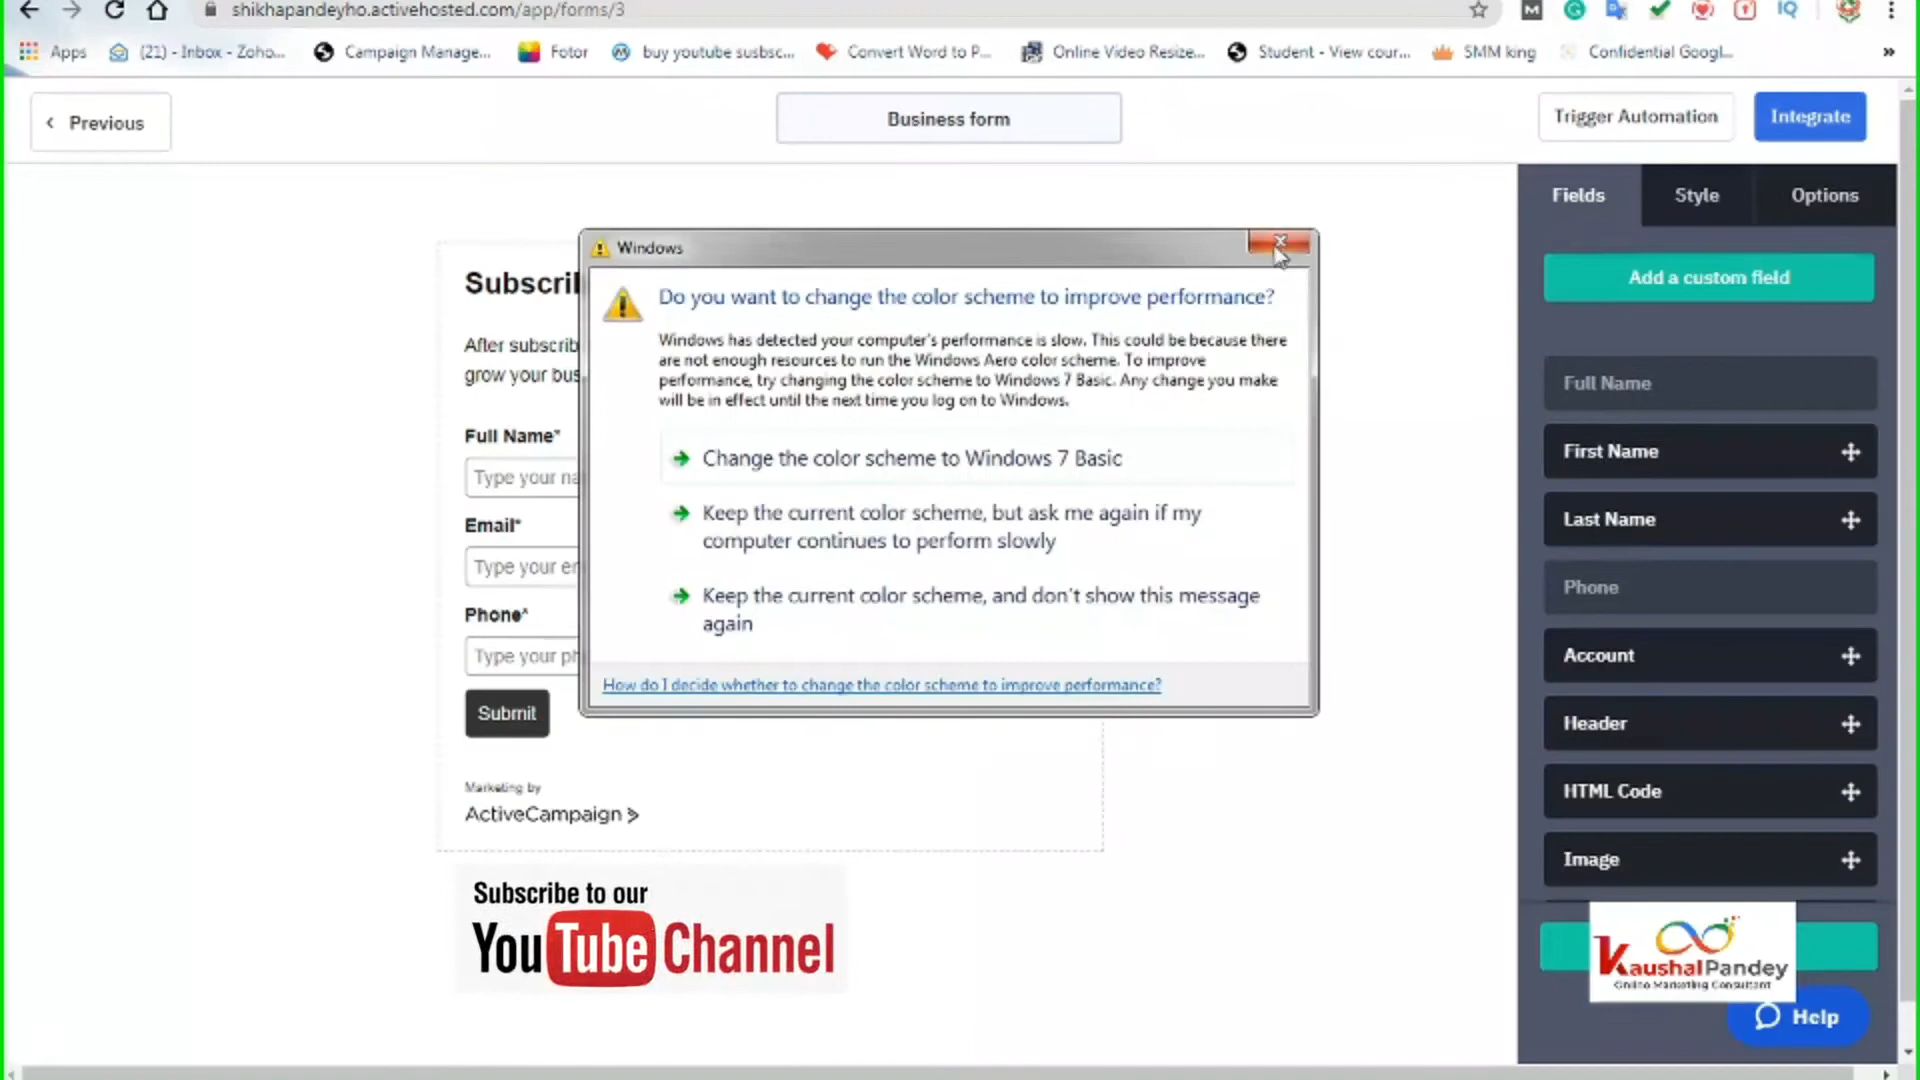 shikhapandeyho.activehosted.com/app/forms/3
Apps
(21) - Inbox - Zoho...
Campaign Manage...
Fotor
buy youtube susbsc...
Convert Word to P...
Online Video Resize...
Student - View cour...
SMM king
Confidential Googl...
»
Previous
Business form
Trigger Automation
Integrate
Fields
Style
Options
Add a custom field
Full Name
First Name
Last Name
Phone
Account
Header
HTML Code
Image
Windows
Do you want to change the color scheme to improve performance?
Windows has detected your computer's performance is slow. This could be because there
are not enough resources to run the Windows Aero color scheme. To improve
performance, try changing the color scheme to Windows 7 Basic. Any change you make
will be in effect until the next time you log on to Windows.
Change the color scheme to Windows 7 Basic
Keep the current color scheme, but ask me again if my
computer continues to perform slowly
Keep the current color scheme, and don't show this message
again
How do I decide whether to change the color scheme to improve performance?
Subscri
After subscrib
grow your bus
Full Name*
Type your na
Email*
Type your em
Phone*
Type your ph
Submit
Marketing by
ActiveCampaign >
Subscribe to our
YouTube Channel
KaushalPandey
Online Marketing Consultant
Help